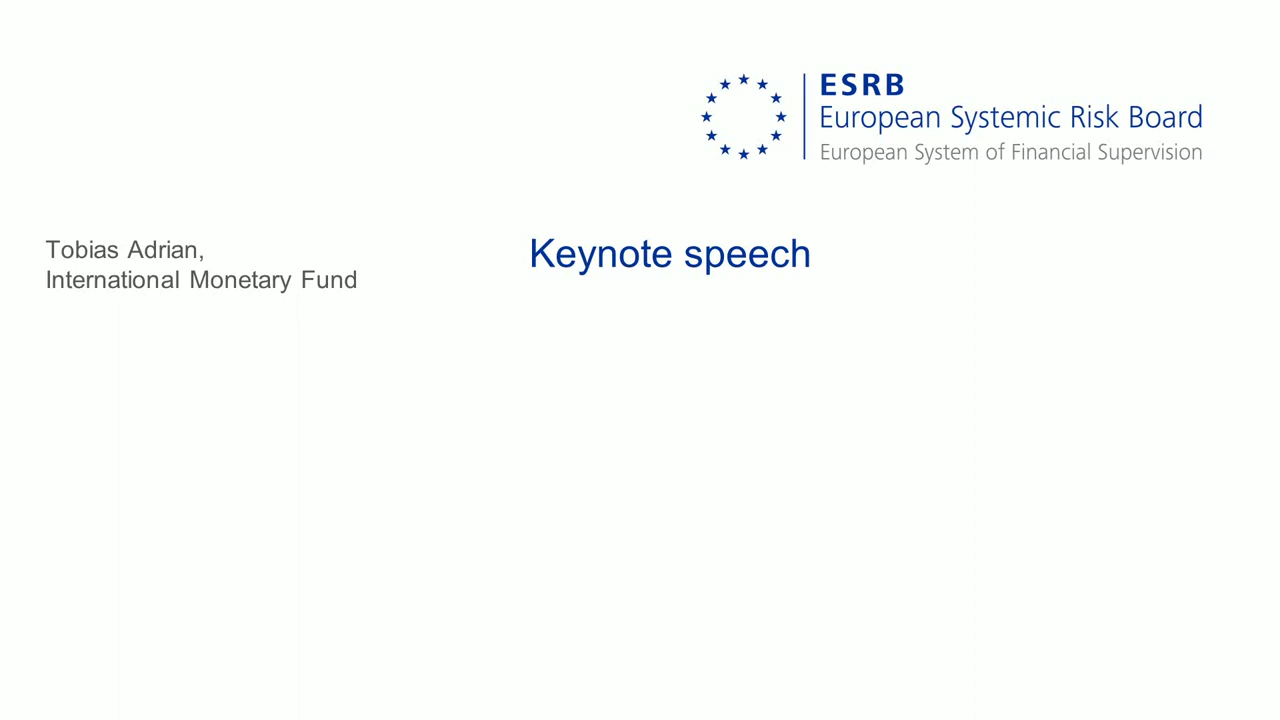 ESRB
European Systemic Risk Board
European System of Financial Supervision
Tobias Adrian,
International Monetary Fund
Keynote speech